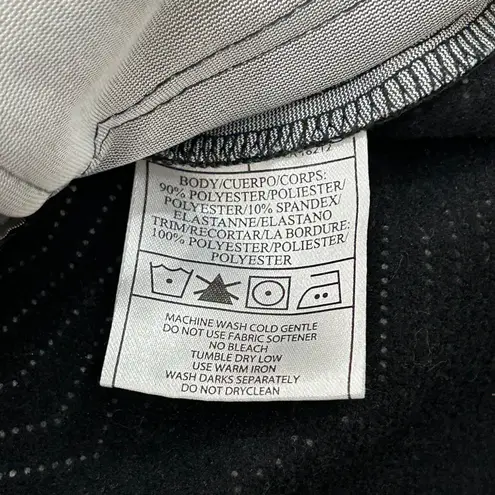 BODY/CUERPO/CORPS:
90% POLYESTER/POLIESTER/
POLYESTER/10% SPANDEX/
ELASTANNE/ELASTANO
TRIM/RECORTAR/LA BORDURE:
100% POLYESTER/POLIESTER/
POLYESTER
MACHINE WASH COLD GENTLE
DO NOT USE FABRIC SOFTENER
NO BLEACH
TUMBLE DRY LOW
USE WARM IRON
WASH DARKS SEPARATELY
DO NOT DRYCLEAN